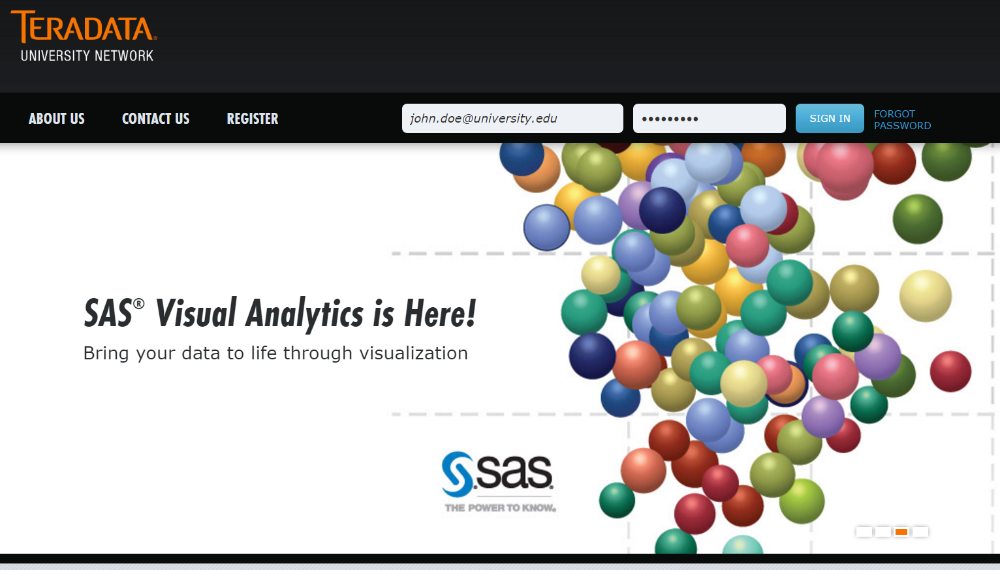 TERADATA®
UNIVERSITY NETWORK
ABOUT US
CONTACT US
REGISTER
john.doe@university.edu
•••••••••
SIGN IN
FORGOT
PASSWORD
SAS® Visual Analytics is Here!
Bring your data to life through visualization
sas®
THE POWER TO KNOW®